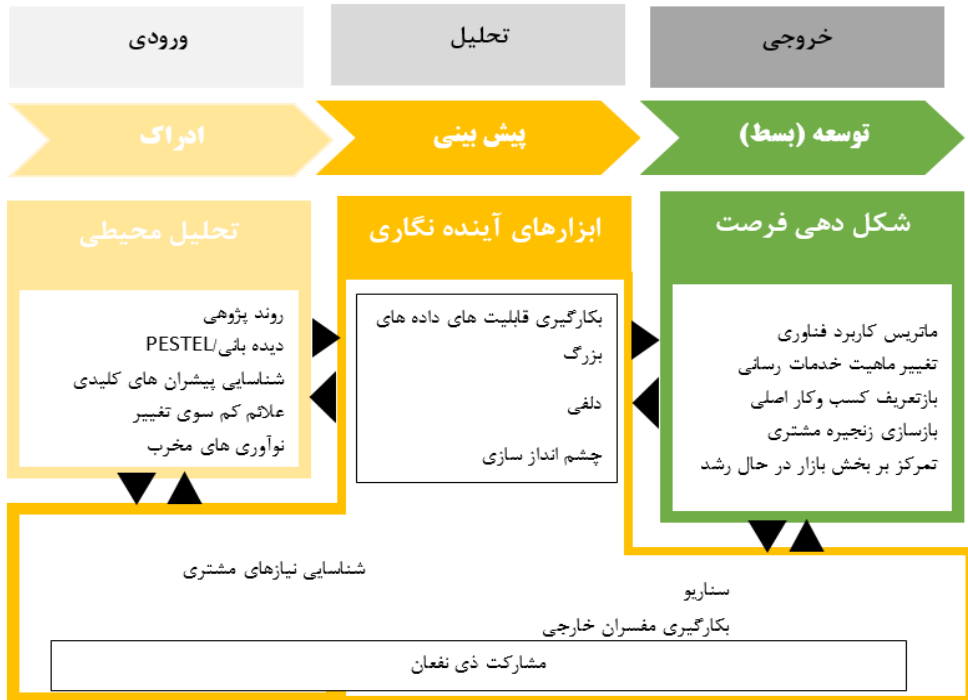 خروجی
تحلیل
ورودی
توسعه (بسط)
پیش بینی
ادراک
شکل دهی فرصت
ماتریس کاربرد فناوری
تغییر ماهیت خدمات رسانی
بازتعریف کسب وکار اصلی
بازسازی زنجیره مشتری
تمرکز بر بخش بازار در حال رشد
ابزارهای آینده نگاری
بکارگیری قابلیت های داده های
بزرگ
دلفی
چشم انداز سازی
تحلیل محیطی
روند پژوهی
دیده بانی/PESTEL
شناسایی پیشران های کلیدی
علائم کم سوی تغییر
نوآوری های مخرب
شناسایی نیازهای مشتری
سناریو
بکارگیری مفسران خارجی
مشارکت ذی نفعان